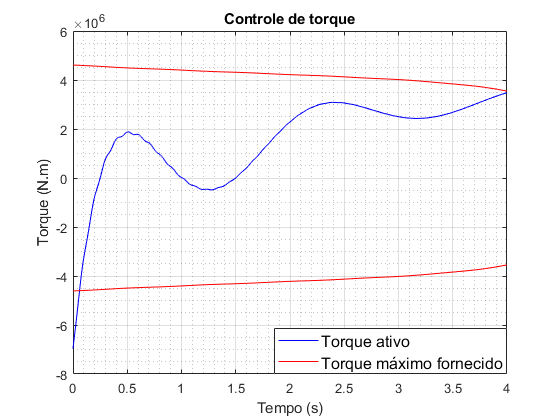 Controle de torque
×10^6
6
4
2
0
-2
-4
-6
-8
Torque (N.m)
0 0.5 1 1.5 2 2.5 3 3.5 4
Tempo (s)
Torque ativo
Torque máximo fornecido